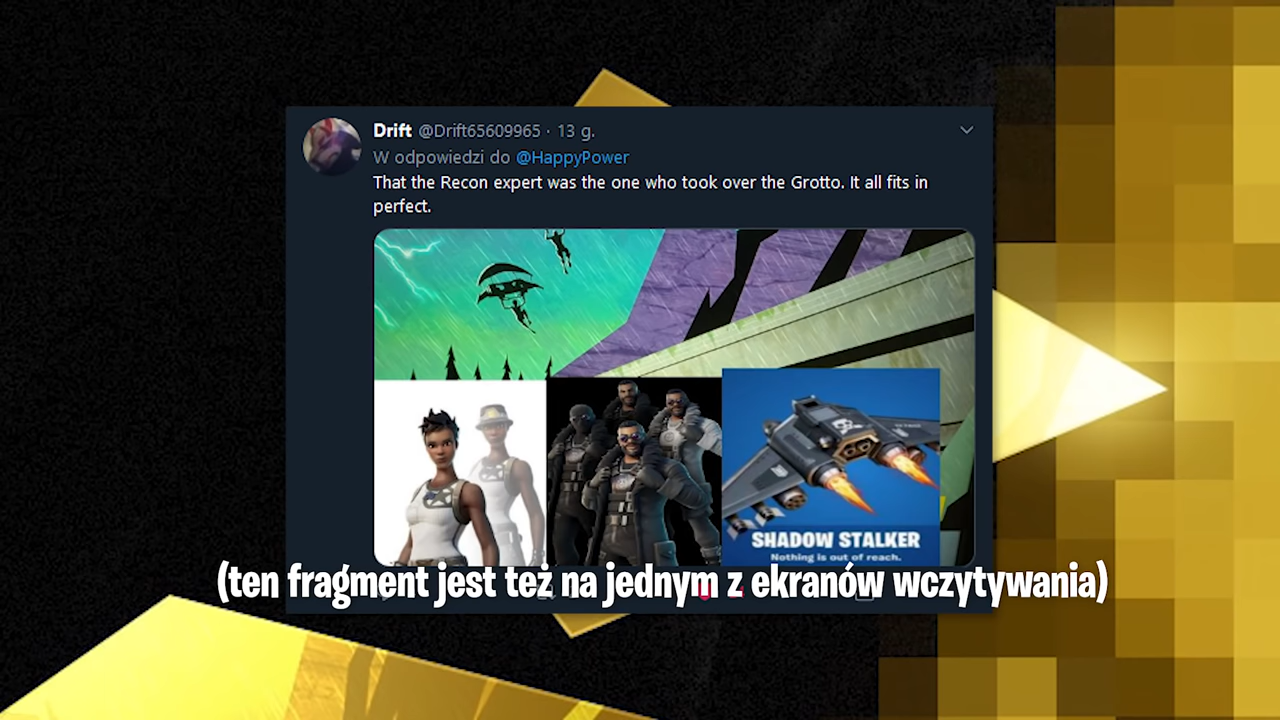 Drift @Drift65609965 · 13 g.
W odpowiedzi do @HappyPower
That the Recon expert was the one who took over the Grotto. It all fits in
perfect.
SHADOW STALKER
Nothing is out of reach.
(ten fragment jest też na jednym z ekranów wczytywania)